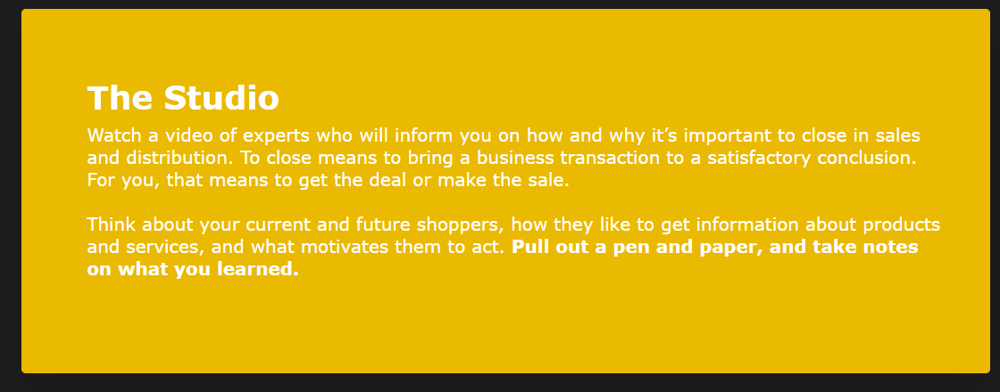 The Studio
Watch a video of experts who will inform you on how and why it’s important to close in sales
and distribution. To close means to bring a business transaction to a satisfactory conclusion.
For you, that means to get the deal or make the sale.
Think about your current and future shoppers, how they like to get information about products
and services, and what motivates them to act. Pull out a pen and paper, and take notes
on what you learned.